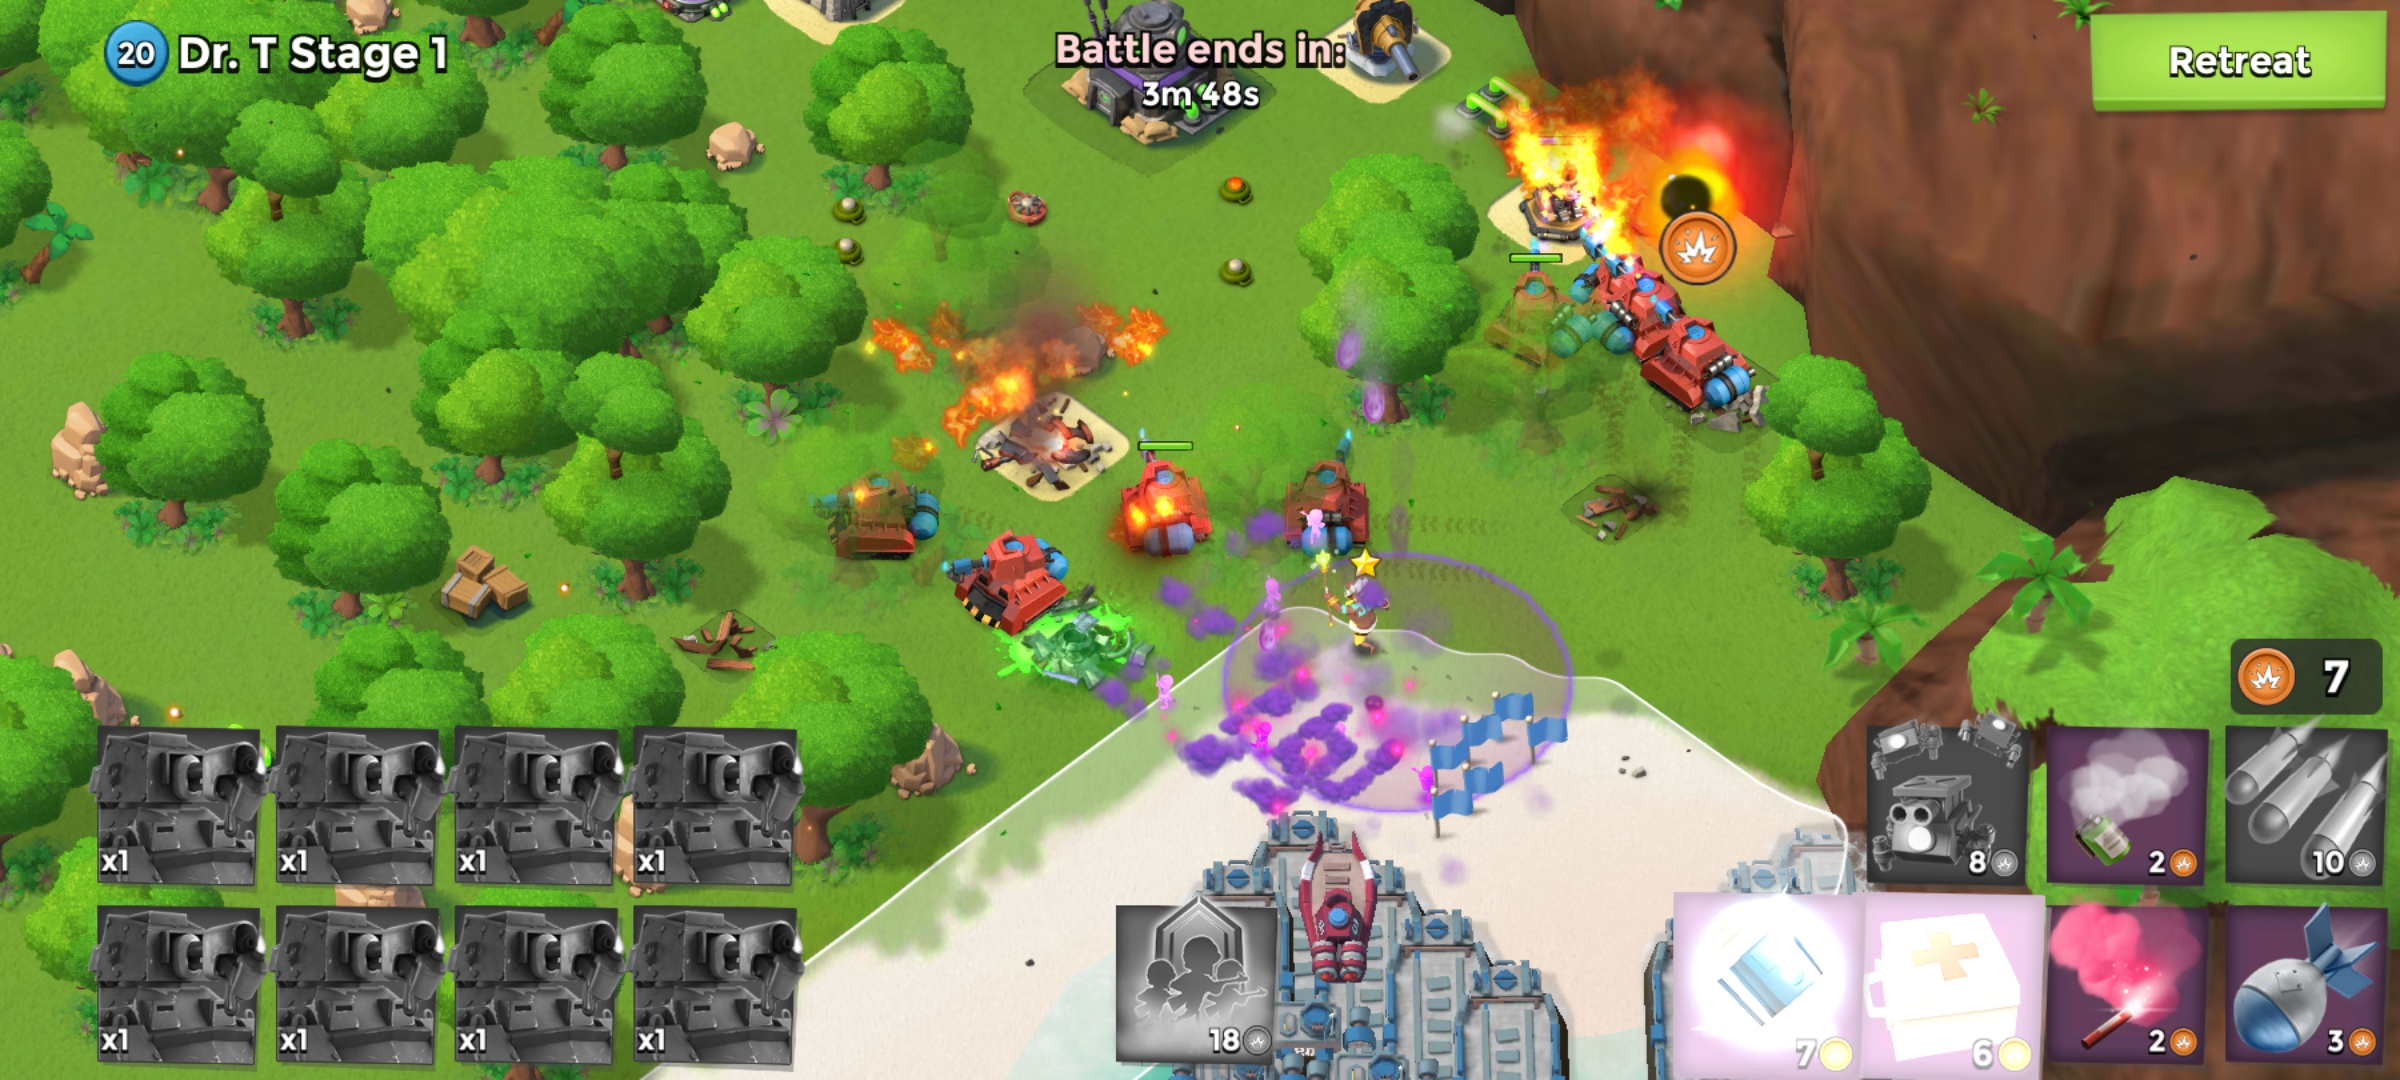 20 Dr. T Stage 1
Battle ends in:
3m 48s
Retreat
7
x1
x1
x1
x1
8
2
10
x1
x1
x1
x1
18
7
6
2
3